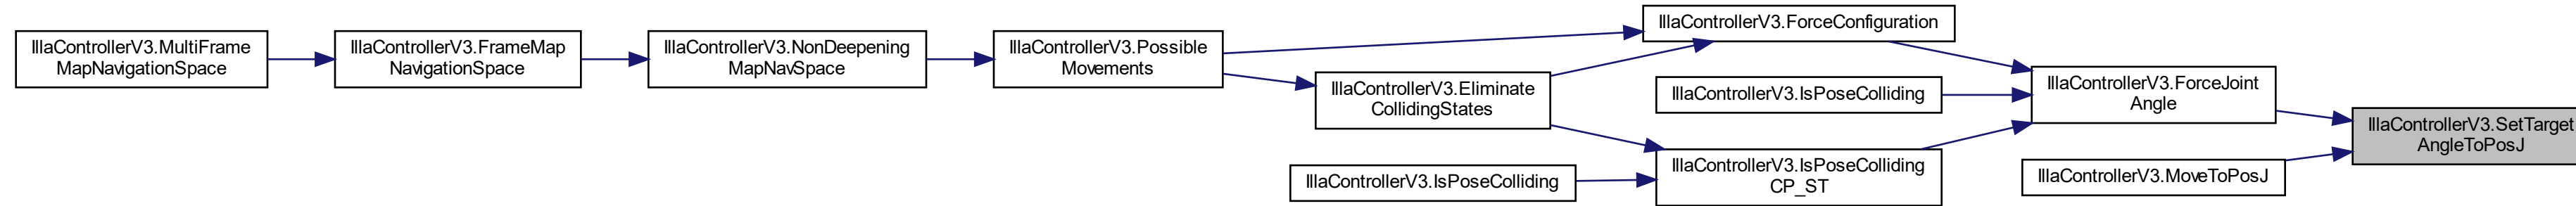 IllaControllerV3.MultiFrame
MapNavigationSpace
IllaControllerV3.FrameMap
NavigationSpace
IllaControllerV3.NonDeepening
MapNavSpace
IllaControllerV3.Possible
Movements
IllaControllerV3.ForceConfiguration
IllaControllerV3.Eliminate
CollidingStates
IllaControllerV3.IsPoseColliding
IllaControllerV3.IsPoseColliding
IllaControllerV3.IsPoseColliding
CP_ST
IllaControllerV3.ForceJoint
Angle
IllaControllerV3.MoveToPosJ
IllaControllerV3.SetTarget
AngleToPosJ